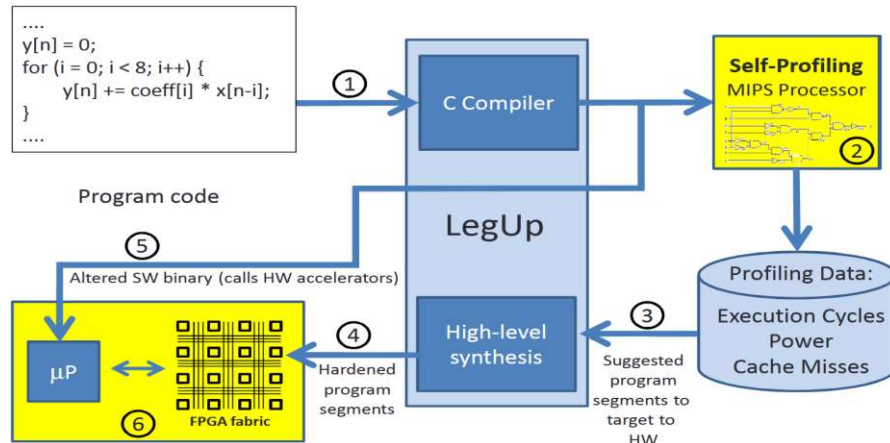 ....
y[n] = 0;
for (i = 0; i < 8; i++) {
y[n] += coeff[i] * x[n-i];
}
....
Program code
1
C Compiler
LegUp
High-level
synthesis
Self-Profiling
MIPS Processor
2
Profiling Data:
Execution Cycles
Power
Cache Misses
3
Suggested
program
segments to
target to
HW
4
Hardened
program
segments
5
Altered SW binary (calls HW accelerators)
μP
FPGA fabric
6